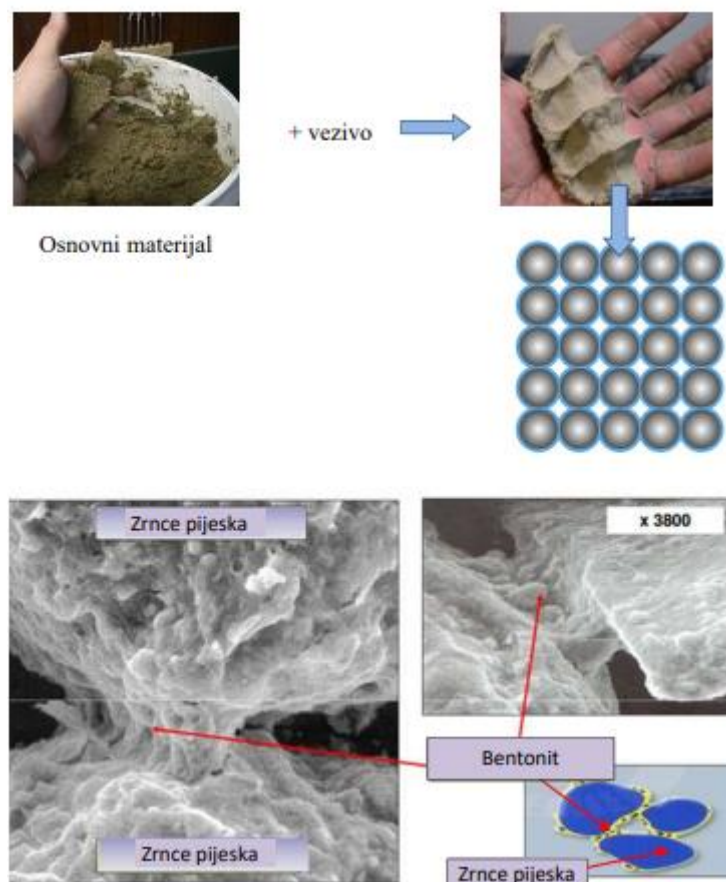 + vezivo
Osnovni materijal
Zrnce pijeska
x 3800
Bentonit
Zrnce pijeska
Zrnce pijeska